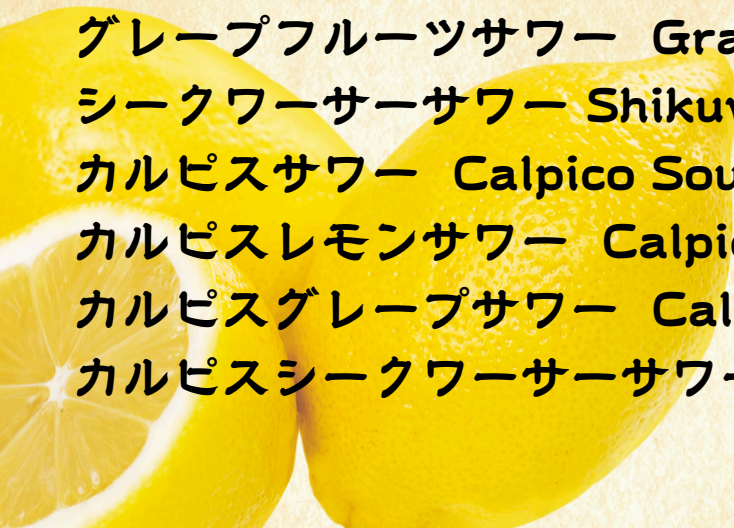 グレープフルーツサワー Gra
シークワーサーサワー Shikuw
カルピスサワー Calpico Sou
カルピスレモンサワー Calpic
カルピスグレープサワー Cal
カルピスシークワーサーサワー